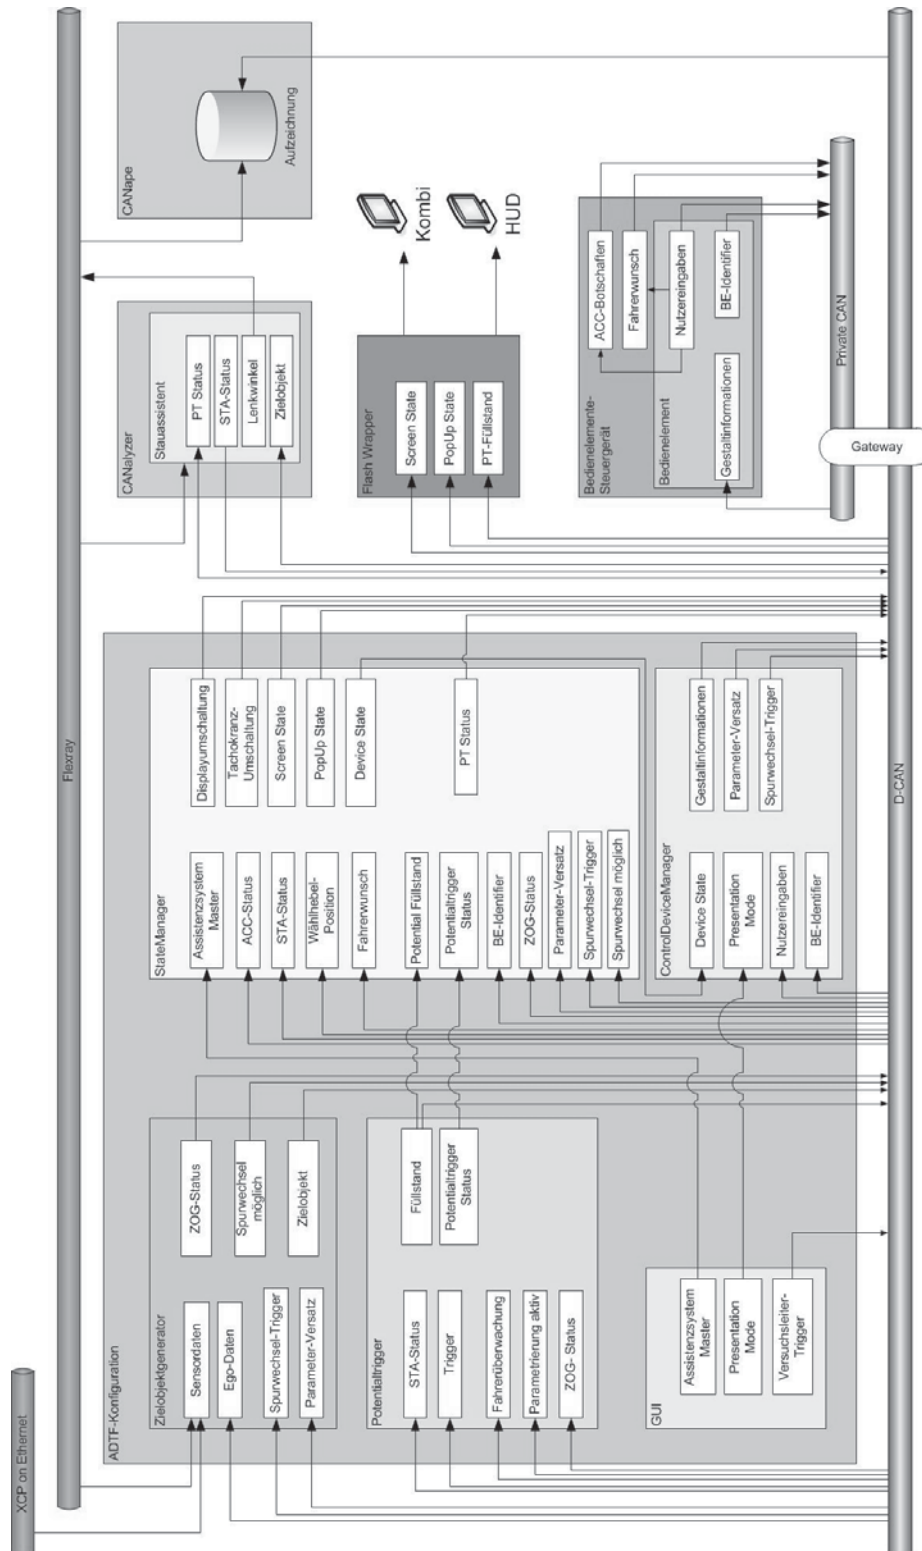 XCP on Ethernet
Flexray
ADTF-Konfiguration
Zielobjektgenerator
Sensordaten
Ego-Daten
Spurwechsel-Trigger
Parameter-Versatz
ZOG-Status
Spurwechsel
möglich
Zielobjekt
Potentialtrigger
STA-Status
Trigger
Fahrerüberwachung
Parametrierung aktiv
ZOG- Status
Füllstand
Potentialtrigger
Status
GUI
Assistenzsystem
Master
Presentation
Mode
Versuchsleiter-
Trigger
StateManager
Assistenzsystem
Master
ACC-Status
STA-Status
Wählhebel-
Position
Fahrerwunsch
Potential Füllstand
Potentialtrigger
Status
BE-Identifier
ZOG-Status
Parameter-Versatz
Spurwechsel-Trigger
Spurwechsel möglich
Displayumschaltung
Tachokranz-
Umschaltung
Screen State
PopUp State
Device State
PT Status
ControlDeviceManager
Device State
Presentation
Mode
Nutzereingaben
BE-Identifier
Gestaltinformationen
Parameter-Versatz
Spurwechsel-Trigger
CANalyzer
Stauassistent
PT Status
STA-Status
Lenkwinkel
Zielobjekt
CANape
Aufzeichnung
Flash Wrapper
Screen State
PopUp State
PT-Füllstand
Kombi
HUD
Bedienelemente-
Steuergerät
ACC-Botschaften
Fahrerwunsch
Bedienelement
Nutzereingaben
BE-Identifier
Gestaltinformationen
Private CAN
Gateway
D-CAN